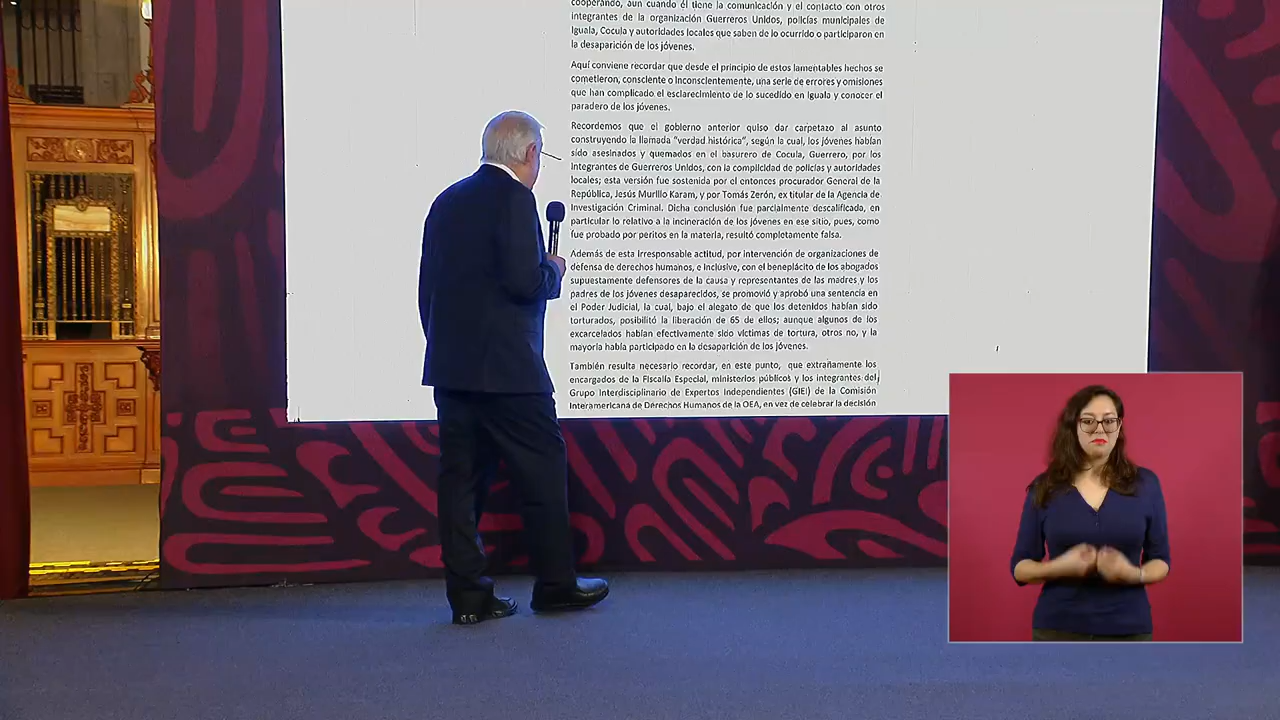 cooperando, aun cuando él tiene la comunicación y el contacto con otros
integrantes de la organización Guerreros Unidos, policías municipales de
Iguala, Cocula y autoridades locales que saben de lo ocurrido o participaron en
la desaparición de los jóvenes.
Aquí conviene recordar que desde el principio de estos lamentables hechos se
cometieron, consciente o inconscientemente, una serie de errores y omisiones
que han complicado el esclarecimiento de lo sucedido en Iguala y conocer el
paradero de los jóvenes.
Recordemos que el gobierno anterior quiso dar carpetazo al asunto
construyendo la llamada "verdad histórica", según la cual, los jóvenes habían
sido asesinados y quemados en el basurero de Cocula, Guerrero, por los
integrantes de Guerreros Unidos, con la complicidad de policías y autoridades
locales; esta versión fue sostenida por el entonces procurador General de la
República, Jesús Murillo Karam, y por Tomás Zerón, ex titular de la Agencia de
Investigación Criminal. Dicha conclusión fue parcialmente descalificada, en
particular lo relativo a la incineración de los jóvenes en ese sitio, pues, como
fue probado por peritos en la materia, resultó completamente falsa.
Además de esta irresponsable actitud, por intervención de organizaciones de
defensa de derechos humanos, e inclusive, con el beneplácito de los abogados
supuestamente defensores de la causa y representantes de las madres y los
padres de los jóvenes desaparecidos, se promovió y aprobó una sentencia en
el Poder Judicial, la cual, bajo el alegato de que los detenidos habían sido
torturados, posibilitó la liberación de 65 de ellos; aunque algunos de los
excarcelados habían efectivamente sido víctimas de tortura, otros no, y la
mayoría había participado en la desaparición de los jóvenes.
También resulta necesario recordar, en este punto, que extrañamente los
encargados de la Fiscalía Especial, ministerios públicos y los integrantes del
Grupo Interdisciplinario de Expertos Independientes (GIEI) de la Comisión
Interamericana de Derechos Humanos de la OEA, en vez de celebrar la decisión